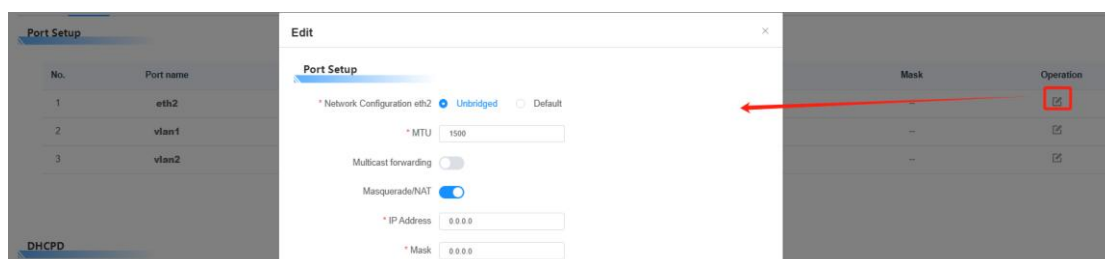 Port Setup
Edit
Port Setup
No. Port name Mask Operation
* Network Configuration eth2 Unbridged Default
1 eth2 --
* MTU 1500
2 vlan1 --
3 vlan2 --
Multicast forwarding
Masquerade/NAT
* IP Address 0.0.0.0
DHCPD
* Mask 0.0.0.0